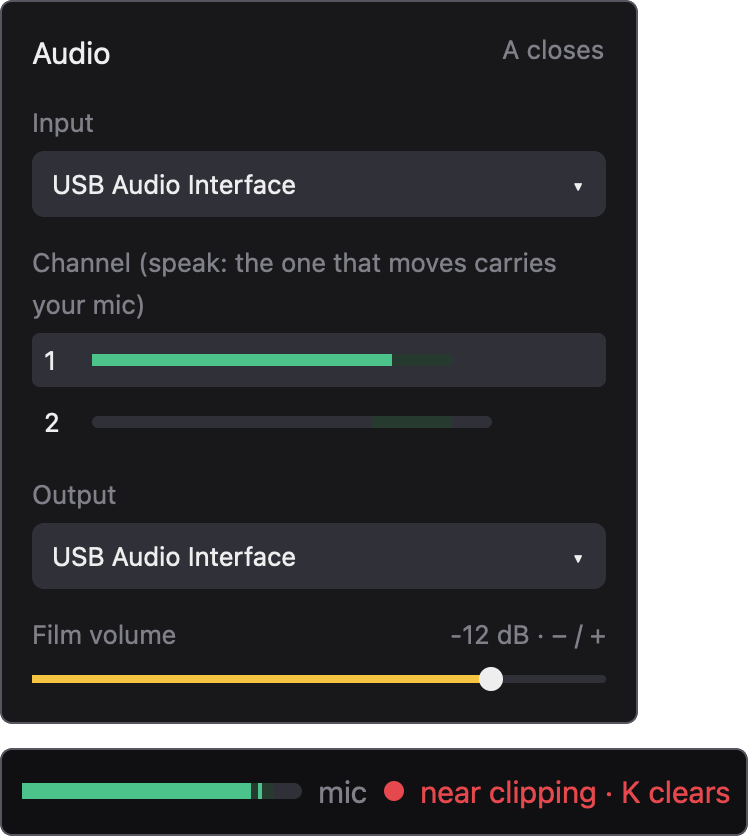 Audio A closes
Input
USB Audio Interface
Channel (speak: the one that moves carries
your mic)
1
2
Output
USB Audio Interface
Film volume -12 dB · – / +
mic near clipping · K clears